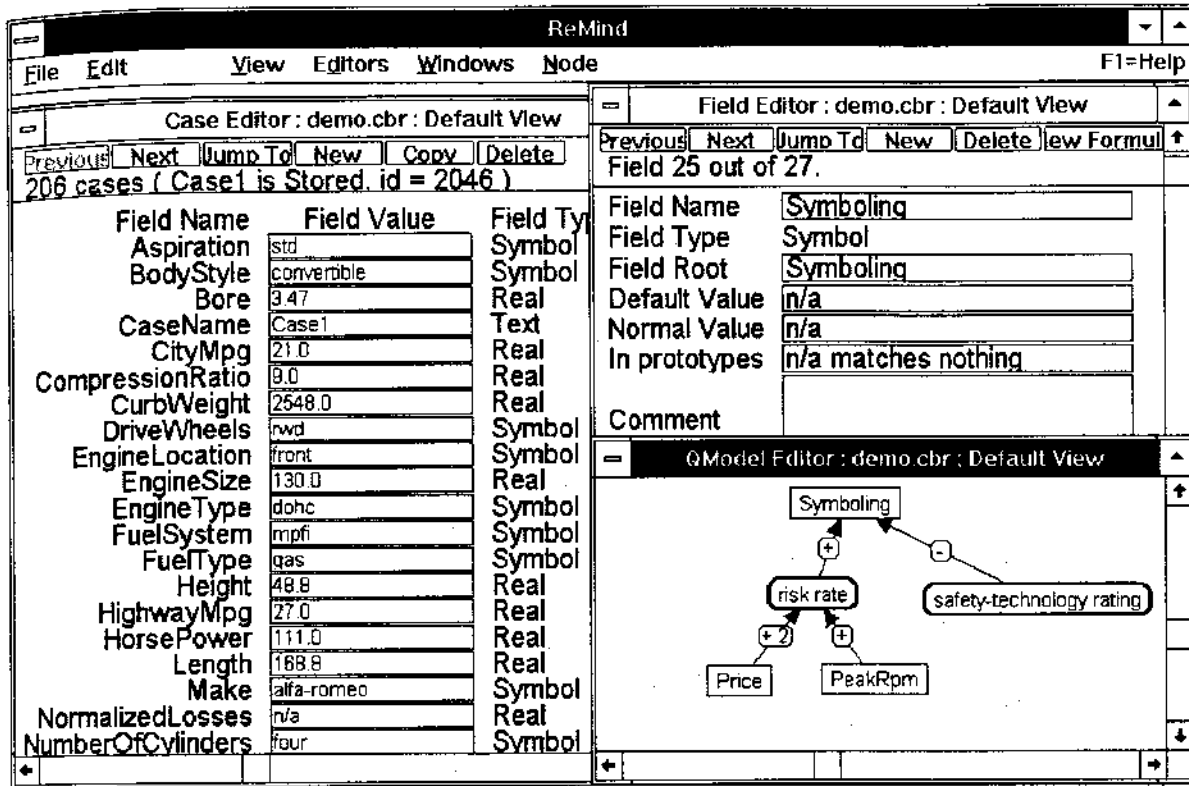 ReMind
File Edit View Editors Windows Node F1=Help
Case Editor : demo.cbr : Default View
Previous Next Jump To New Copy Delete
206 cases ( Case1 is Stored. id = 2046 )
Field Name Field Value Field Typ
Aspiration std Symbol
BodyStyle convertible Symbol
Bore 3.47 Real
CaseName Case1 Text
CityMpg 21.0 Real
CompressionRatio 9.0 Real
CurbWeight 2548.0 Real
DriveWheels rwd Symbol
EngineLocation front Symbol
EngineSize 130.0 Real
EngineType dohc Symbol
FuelSystem mpfi Symbol
FuelType gas Symbol
Height 48.8 Real
HighwayMpg 27.0 Real
HorsePower 111.0 Real
Length 168.8 Real
Make alfa-romeo Symbol
NormalizedLosses n/a Real
NumberOfCylinders four Symbol
Field Editor : demo.cbr : Default View
Previous Next Jump To New Delete ew Formul
Field 25 out of 27.
Field Name Symboling
Field Type Symbol
Field Root Symboling
Default Value n/a
Normal Value n/a
In prototypes n/a matches nothing
Comment
QModel Editor : demo.cbr : Default View
Symboling
+ -
risk rate safety-technology rating
+ 2 +
Price PeakRpm